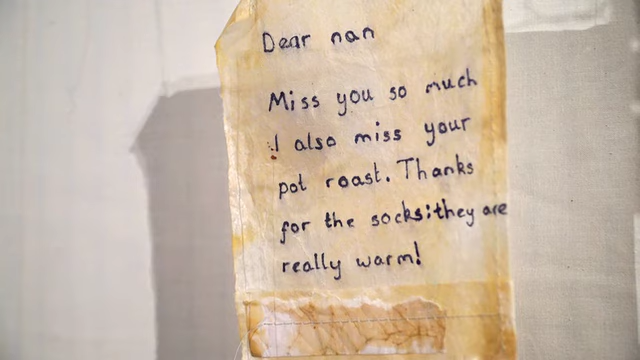 Dear nan
Miss you so much
I also miss your
pot roast. Thanks
for the socks:they are
really warm!